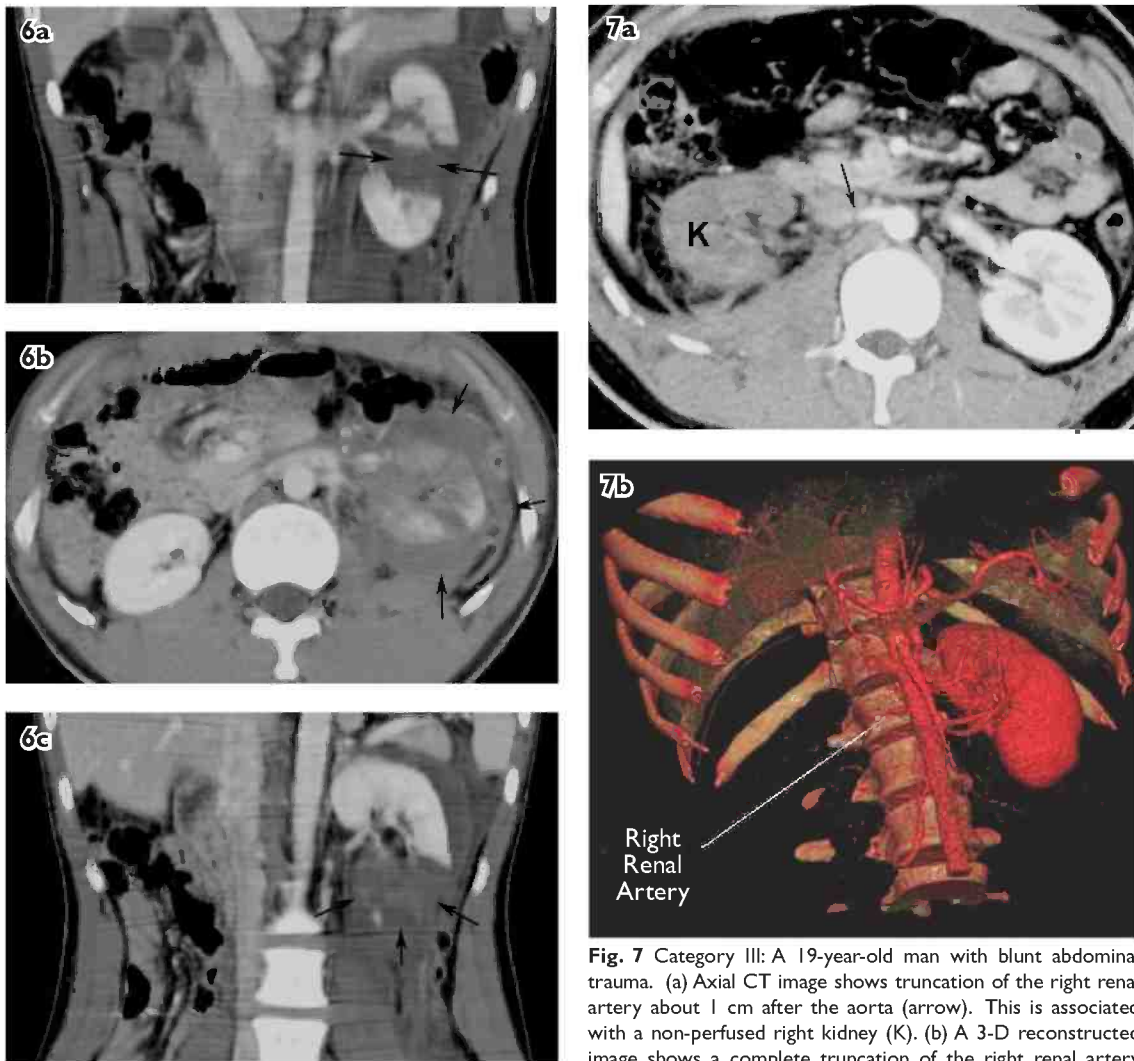 6a
6b
6c
7a
K
7b
Right
Renal
Artery
Fig. 7 Category III: A 19-year-old man with blunt abdomina
trauma. (a) Axial CT image shows truncation of the right rena
artery about 1 cm after the aorta (arrow). This is associated
with a non-perfused right kidney (K). (b) A 3-D reconstructed
image shows a complete truncation of the right renal artery